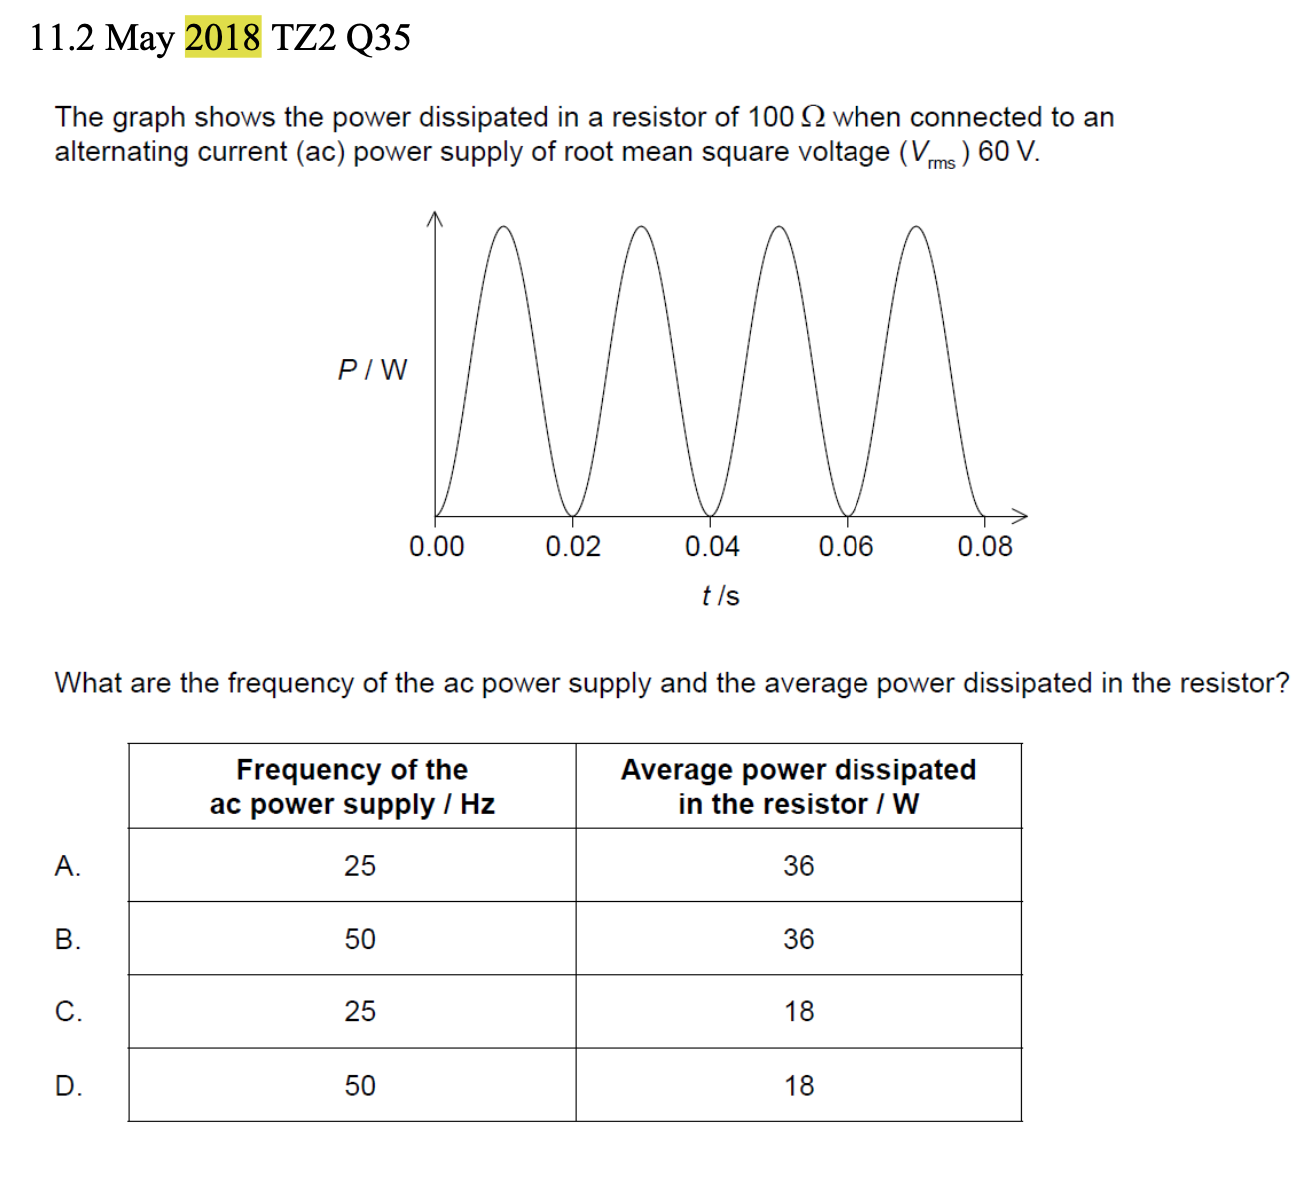 11.2 May 2018 TZ2 Q35
The graph shows the power dissipated in a resistor of 100 Ω when connected to an
alternating current (ac) power supply of root mean square voltage (Vrms) 60 V.
P / W
0.00 0.02 0.04 0.06 0.08
t /s
What are the frequency of the ac power supply and the average power dissipated in the resistor?
Frequency of the
ac power supply / Hz
Average power dissipated
in the resistor / W
A. 25 36
B. 50 36
C. 25 18
D. 50 18